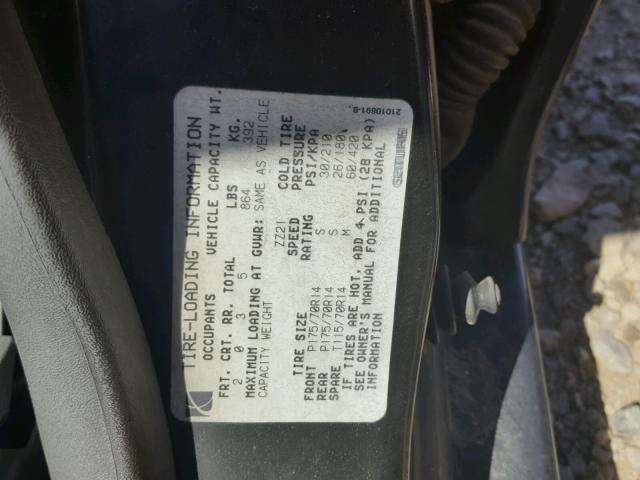 TIRE-LOADING INFORMATION
OCCUPANTS VEHICLE CAPACITY WT.
FRT. CRT. RR. TOTAL LBS KG.
2 0 3 5 864 392
MAXIMUM LOADING AT GVWR: SAME AS VEHICLE
CAPACITY WEIGHT
ZZ21
SPEED COLD TIRE
TIRE SIZE RATING PRESSURE
PSI/KPA
FRONT P175/70R14 S 30/210
REAR P175/70R14 S 26/180
SPARE T115/70R14 M 60/420
IF TIRES ARE HOT, ADD 4 PSI (28 KPA)
SEE OWNER'S MANUAL FOR ADDITIONAL
INFORMATION
21010891-B